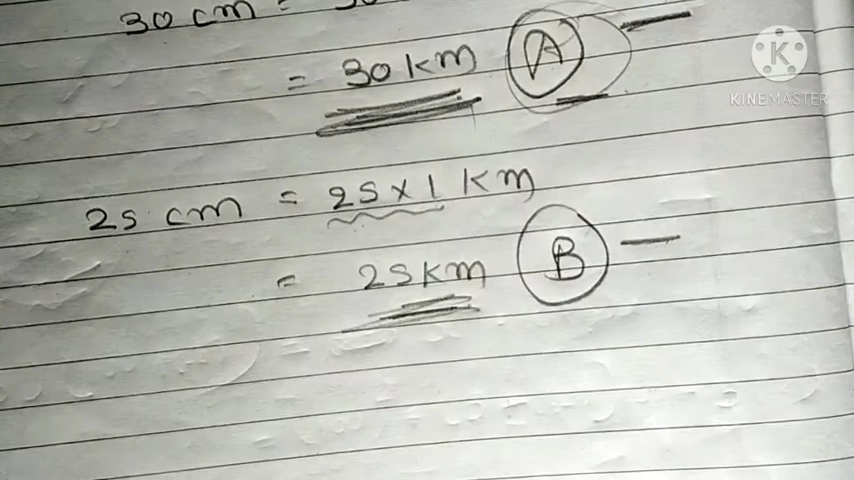 30 cm =
= 30 km A
25 cm = 25 x 1 km
= 25 km B
K
KINEMASTER